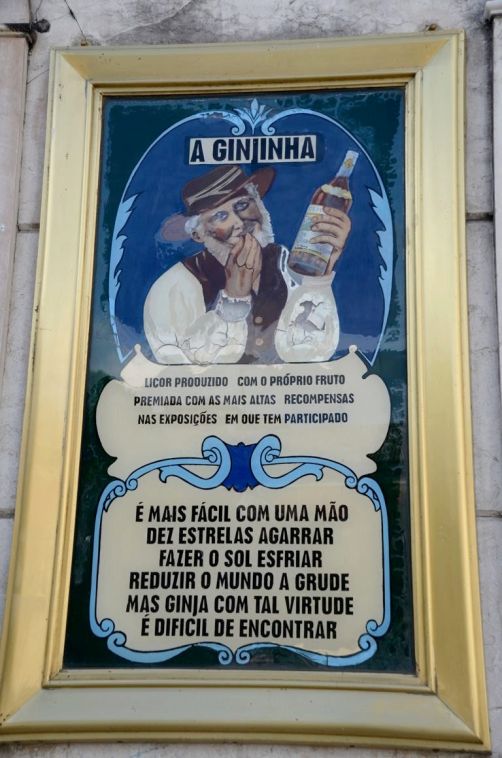 A GINJINHA
LICOR PRODUZIDO COM O PRÓPRIO FRUTO
PREMIADA COM AS MAIS ALTAS RECOMPENSAS
NAS EXPOSIÇÕES EM QUE TEM PARTICIPADO
É MAIS FÁCIL COM UMA MÃO
DEZ ESTRELAS AGARRAR
FAZER O SOL ESFRIAR
REDUZIR O MUNDO A GRUDE
MAS GINJA COM TAL VIRTUDE
É DIFICIL DE ENCONTRAR